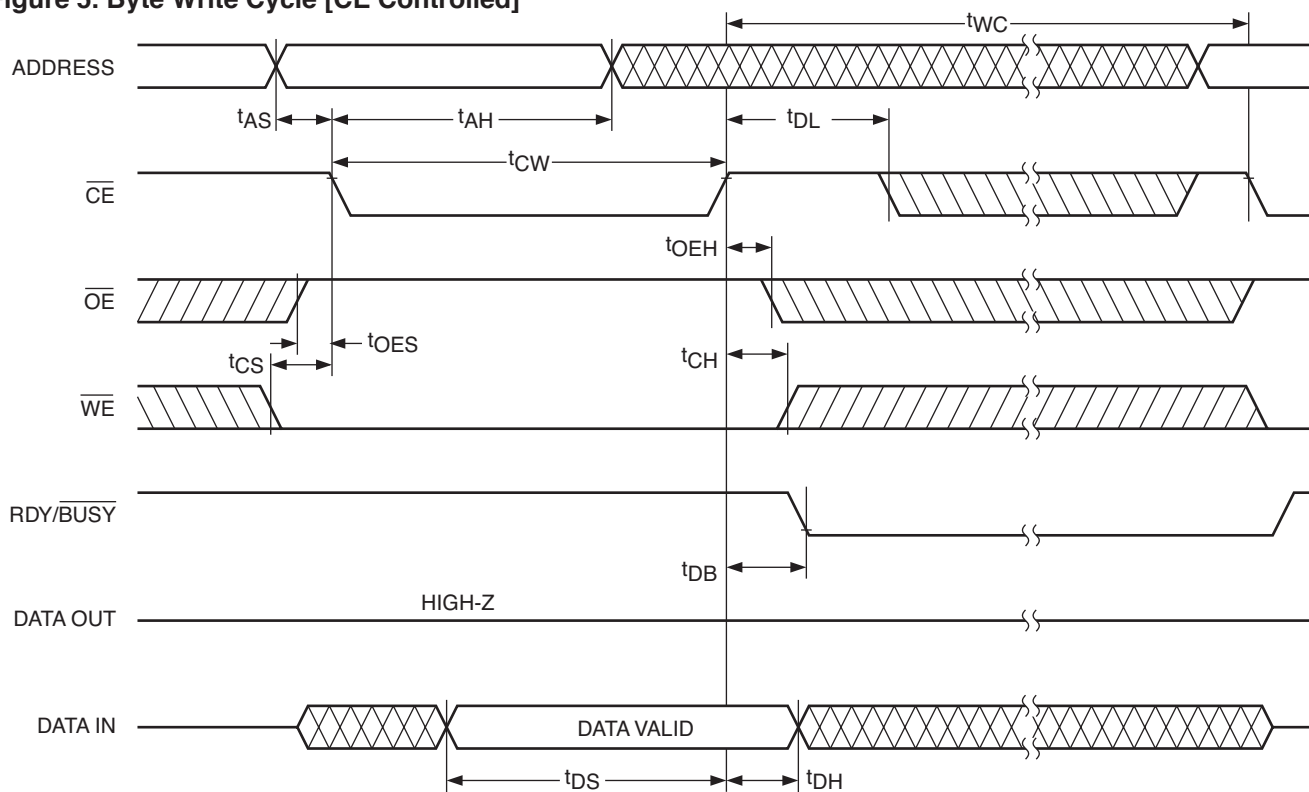 Figure 5. Byte Write Cycle [CE Controlled]
tWC
ADDRESS
tAS
tAH
tDL
tCW
CE
tOEH
OE
tOES
tCS
tCH
WE
RDY/BUSY
tDB
HIGH-Z
DATA OUT
DATA IN
DATA VALID
tDS
tDH